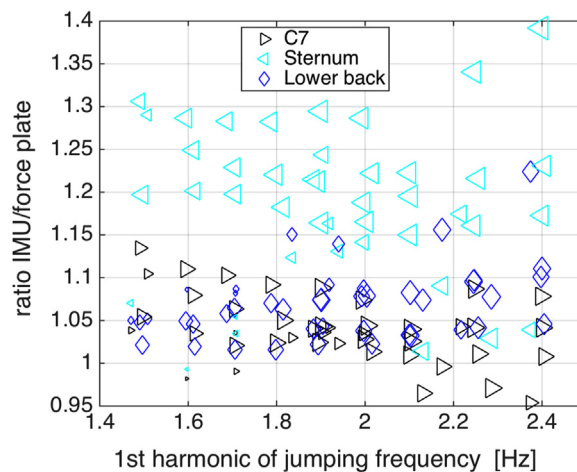 1.4
C7
Sternum
Lower back
1.35
1.3
1.25
1.2
1.15
1.1
1.05
1
0.95
ratio IMU/force plate
1.4 1.6 1.8 2 2.2 2.4
1st harmonic of jumping frequency [Hz]